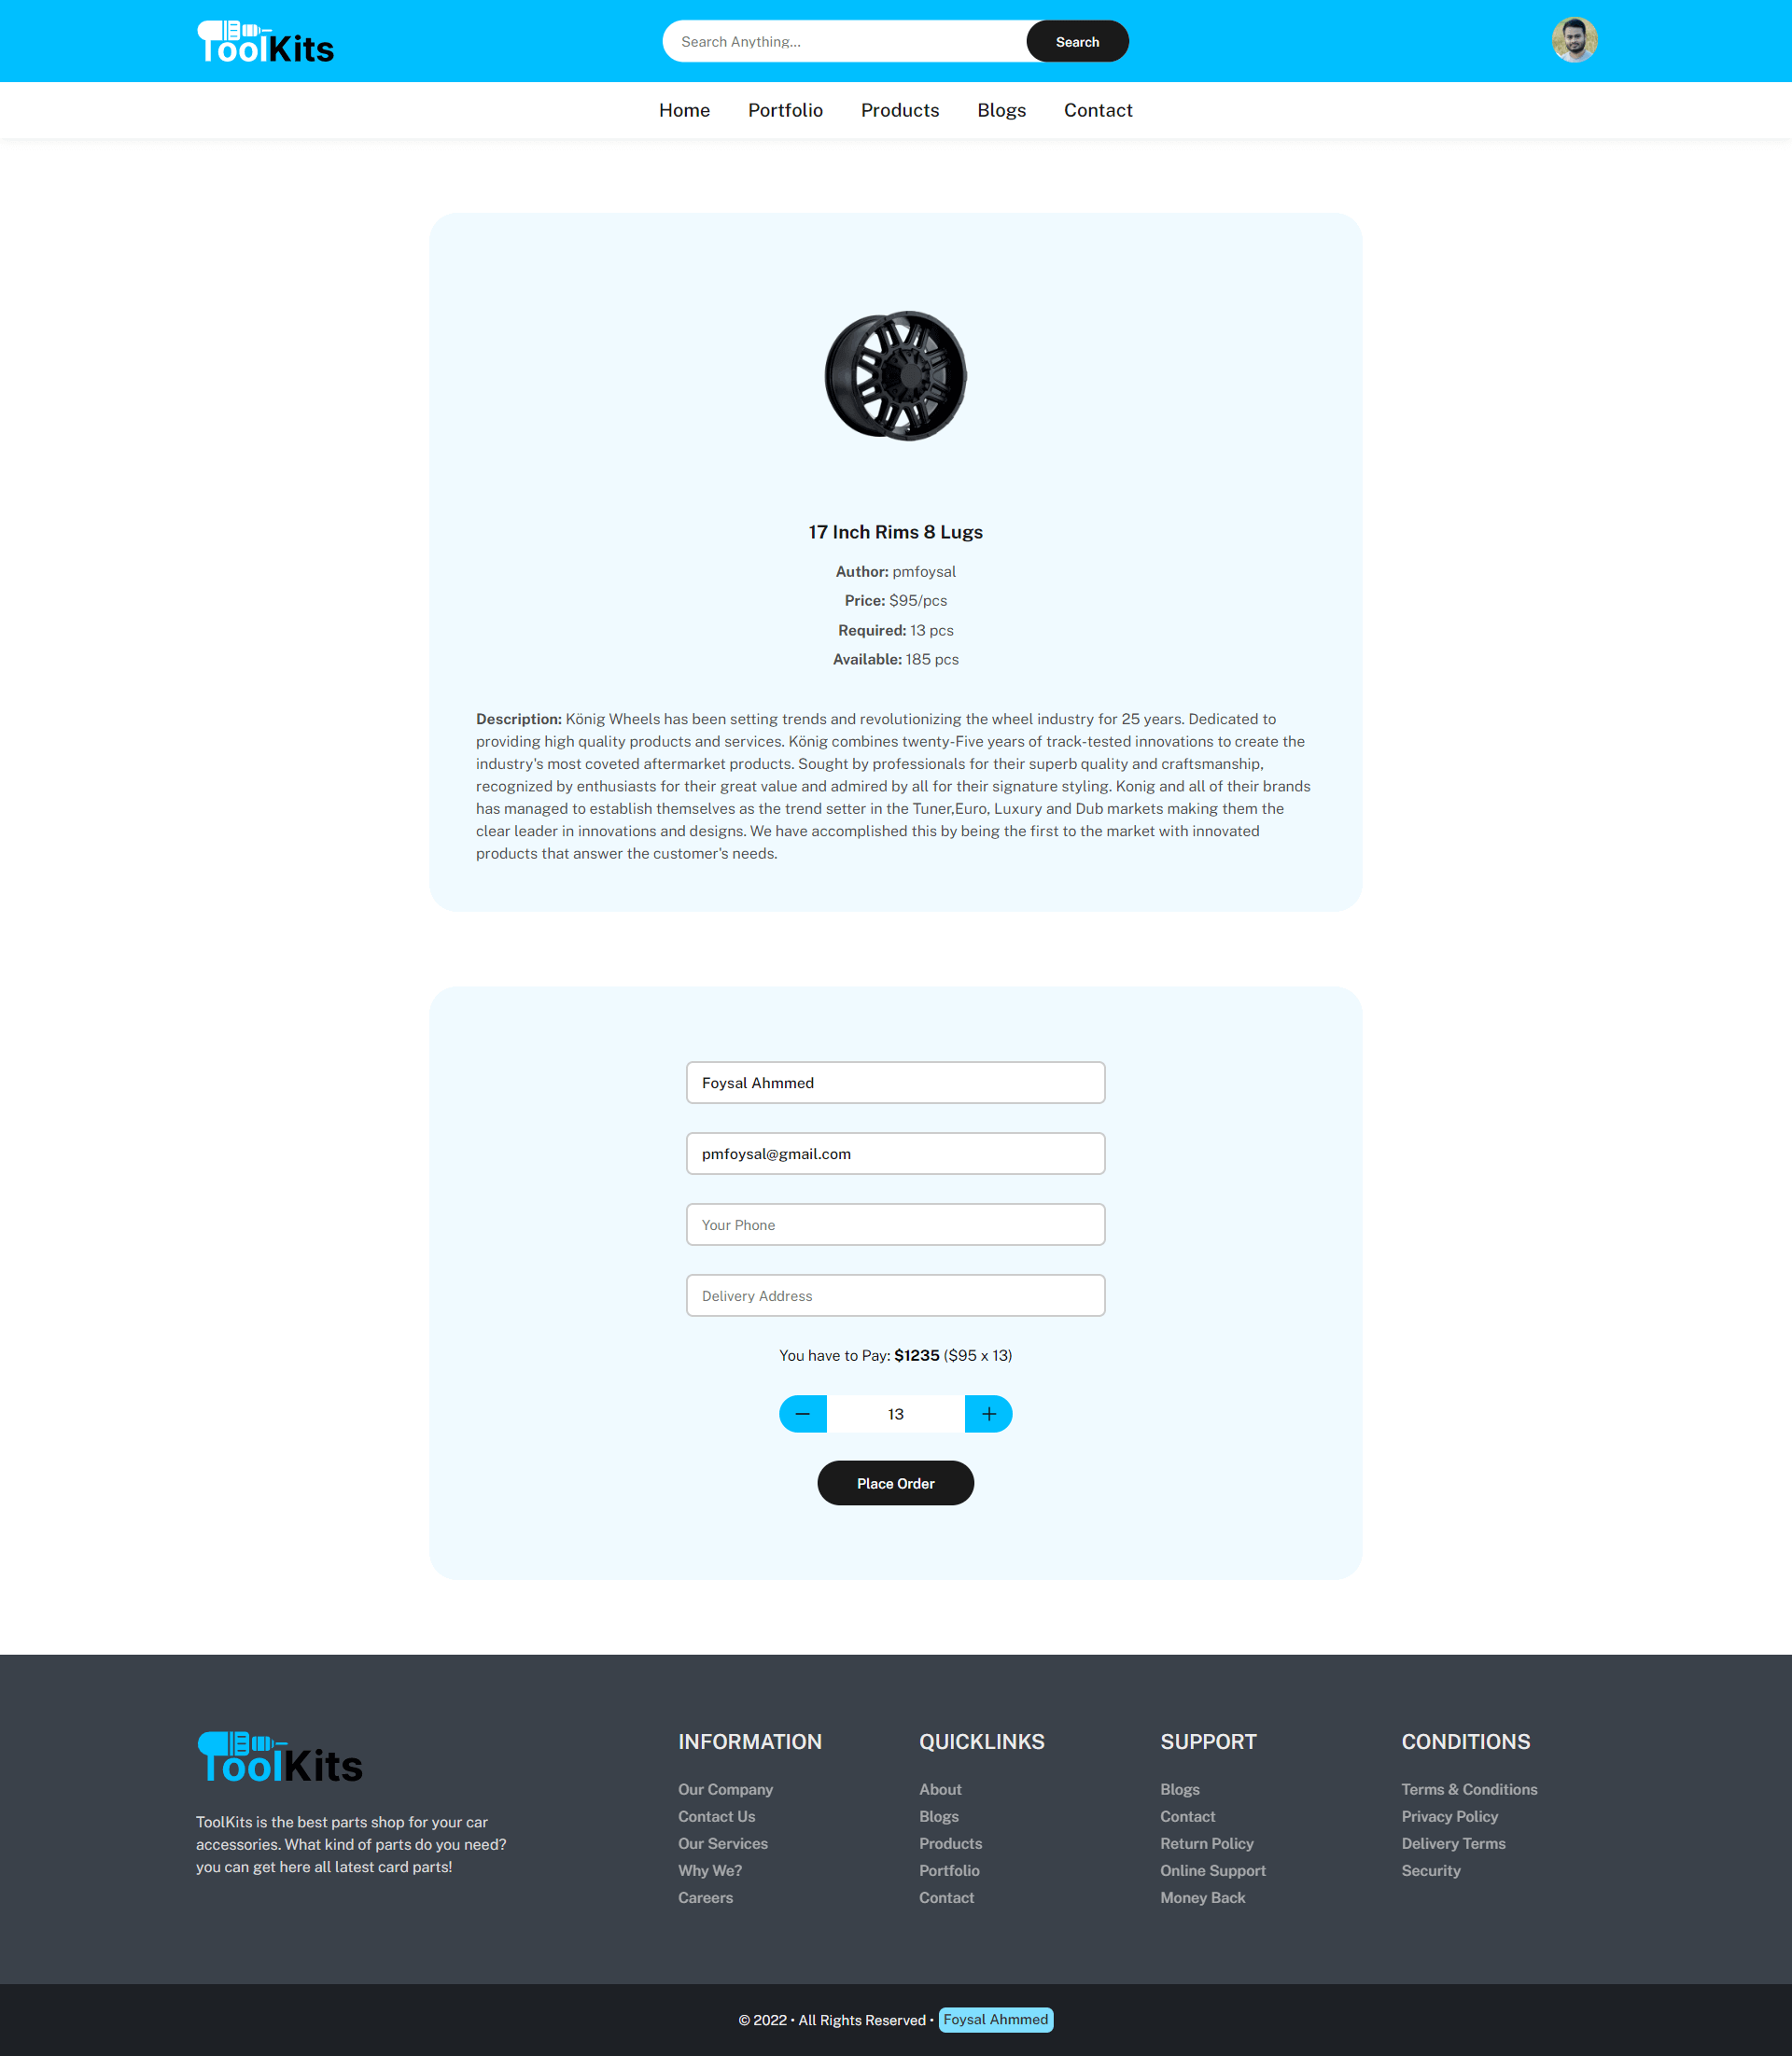 ToolKits
Search Anything...
Search
Home Portfolio Products Blogs Contact
17 Inch Rims 8 Lugs
Author: pmfoysal
Price: $95/pcs
Required: 13 pcs
Available: 185 pcs
Description: König Wheels has been setting trends and revolutionizing the wheel industry for 25 years. Dedicated to
providing high quality products and services. König combines twenty-Five years of track-tested innovations to create the
industry's most coveted aftermarket products. Sought by professionals for their superb quality and craftsmanship,
recognized by enthusiasts for their great value and admired by all for their signature styling. Konig and all of their brands
has managed to establish themselves as the trend setter in the Tuner,Euro, Luxury and Dub markets making them the
clear leader in innovations and designs. We have accomplished this by being the first to the market with innovated
products that answer the customer's needs.
Foysal Ahmmed
pmfoysal@gmail.com
Your Phone
Delivery Address
You have to Pay: $1235 ($95 x 13)
13
Place Order
ToolKits
ToolKits is the best parts shop for your car
accessories. What kind of parts do you need?
you can get here all latest card parts!
INFORMATION
Our Company
Contact Us
Our Services
Why We?
Careers
QUICKLINKS
About
Blogs
Products
Portfolio
Contact
SUPPORT
Blogs
Contact
Return Policy
Online Support
Money Back
CONDITIONS
Terms & Conditions
Privacy Policy
Delivery Terms
Security
© 2022 • All Rights Reserved • Foysal Ahmmed